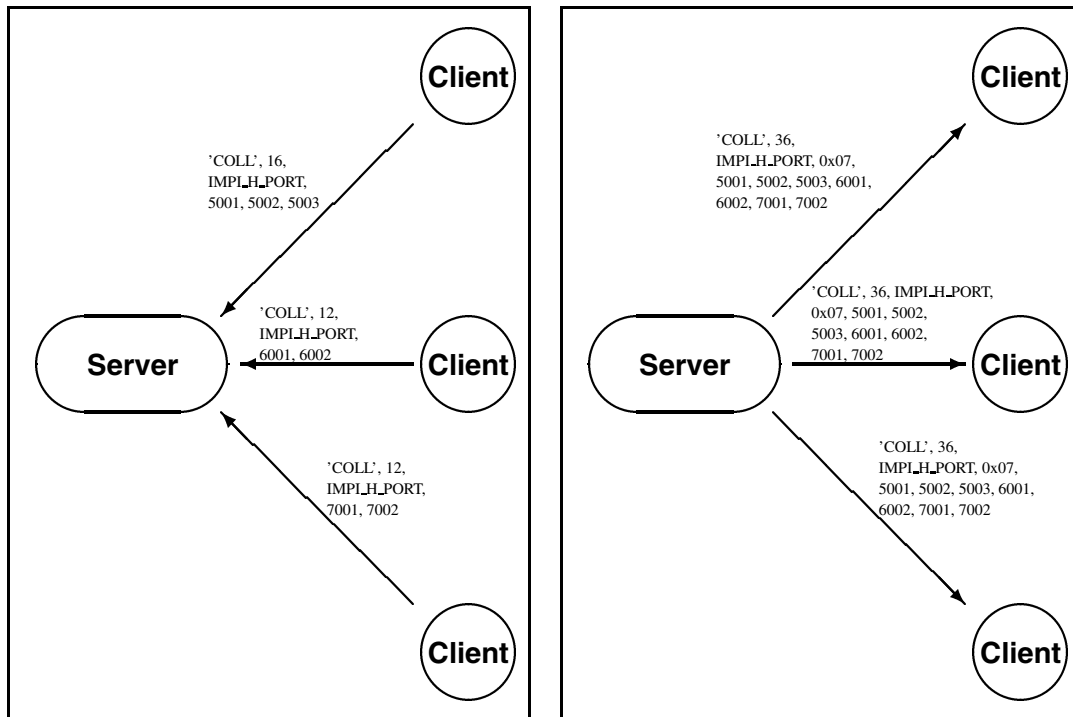 Client
'COLL', 16,
IMPI_H_PORT,
5001, 5002, 5003
'COLL', 12,
IMPI_H_PORT,
6001, 6002
Server
Client
'COLL', 12,
IMPI_H_PORT,
7001, 7002
Client
Client
'COLL', 36,
IMPI_H_PORT, 0x07,
5001, 5002, 5003, 6001,
6002, 7001, 7002
'COLL', 36, IMPI_H_PORT,
0x07, 5001, 5002,
5003, 6001, 6002,
7001, 7002
Server
Client
'COLL', 36,
IMPI_H_PORT, 0x07,
5001, 5002, 5003, 6001,
6002, 7001, 7002
Client